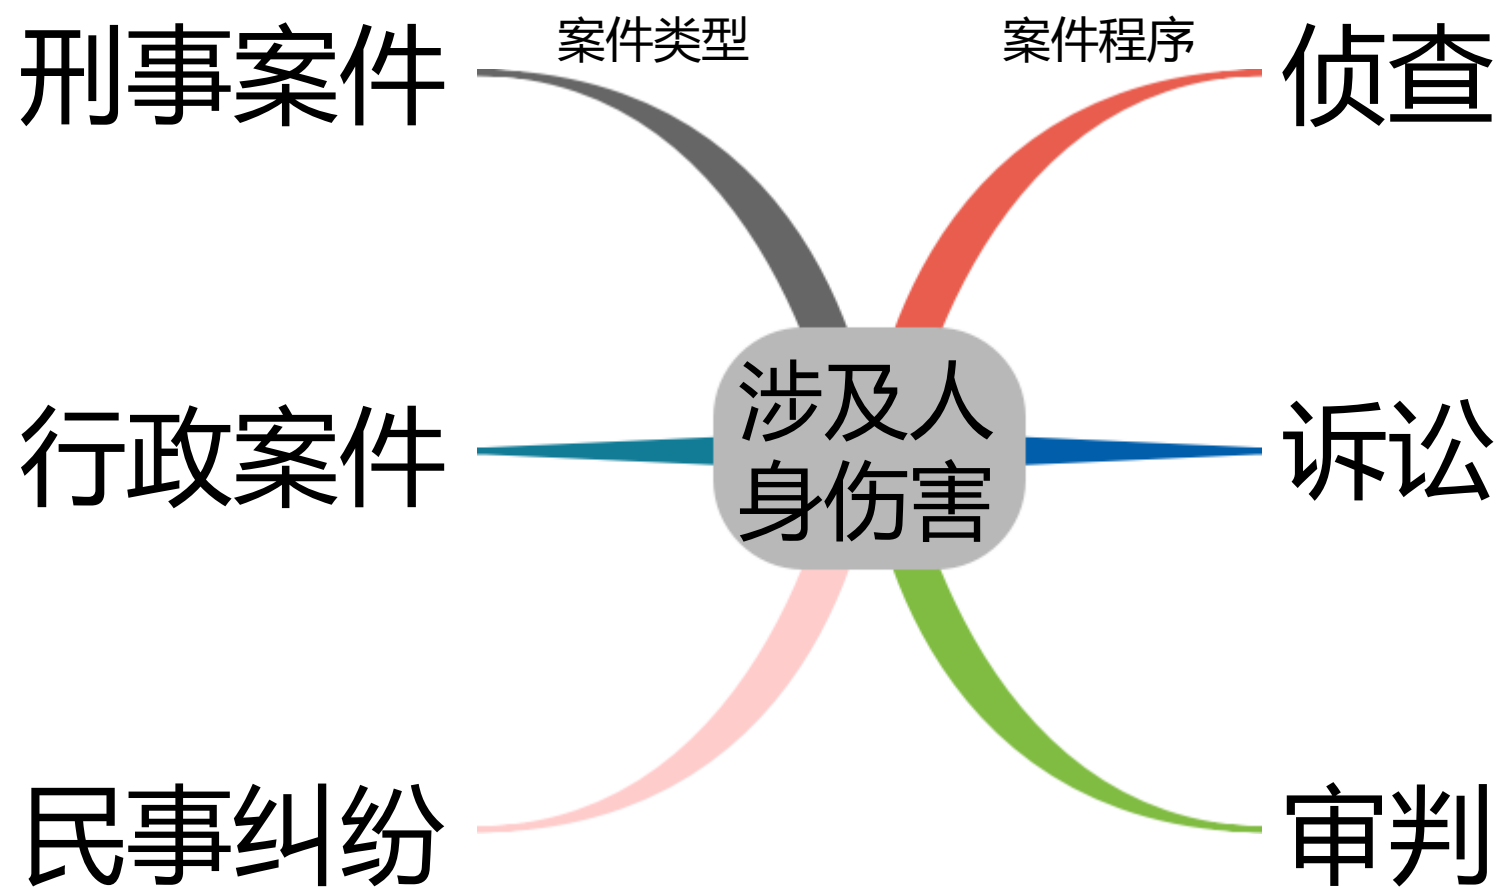 刑事案件
案件类型
案件程序
侦查
涉及人
身伤害
行政案件
诉讼
民事纠纷
审判